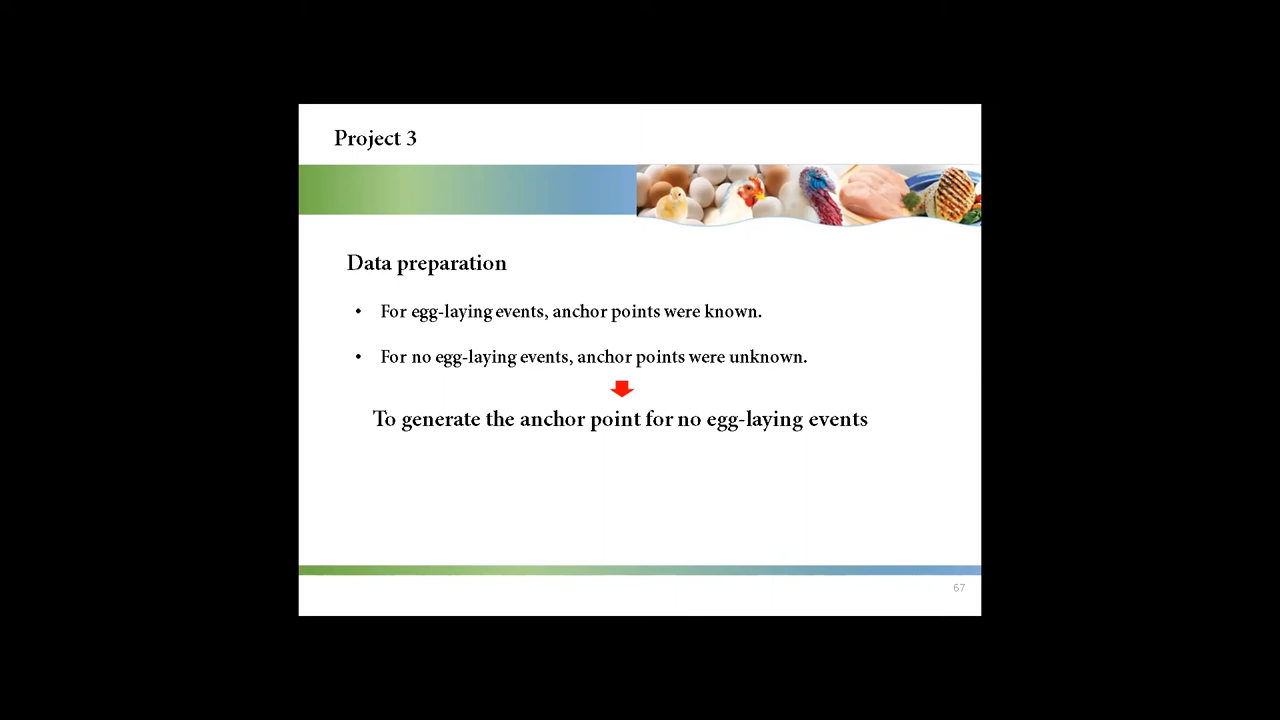 Project 3
Data preparation
• For egg-laying events, anchor points were known.
• For no egg-laying events, anchor points were unknown.
To generate the anchor point for no egg-laying events
67